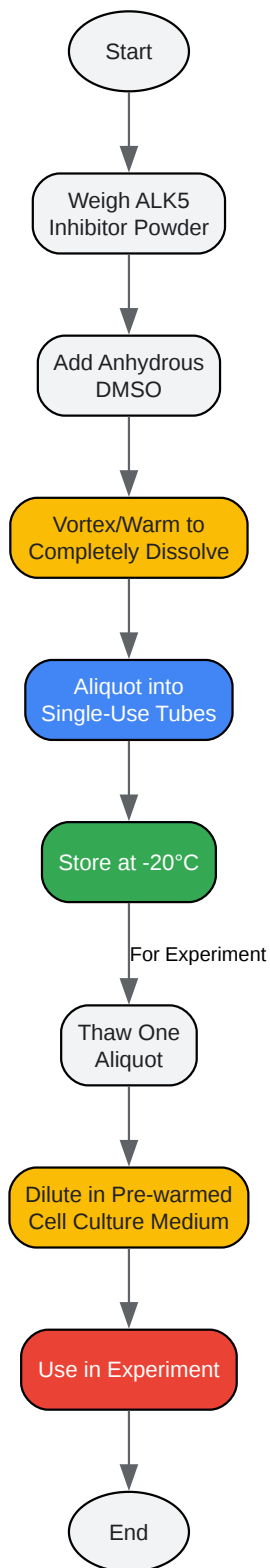 Start
Weigh ALK5
Inhibitor Powder
Add Anhydrous
DMSO
Vortex/Warm to
Completely Dissolve
Aliquot into
Single-Use Tubes
Store at -20°C
For Experiment
Thaw One
Aliquot
Dilute in Pre-warmed
Cell Culture Medium
Use in Experiment
End